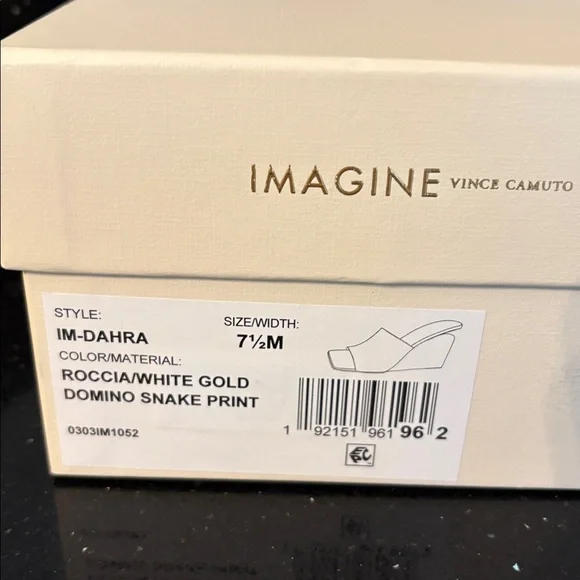 IMAGINE VINCE CAMUTO
STYLE: SIZE/WIDTH:
IM-DAHRA 7½M
COLOR/MATERIAL:
ROCCIA/WHITE GOLD
DOMINO SNAKE PRINT
0303IM1052
1 92151 961 96 2